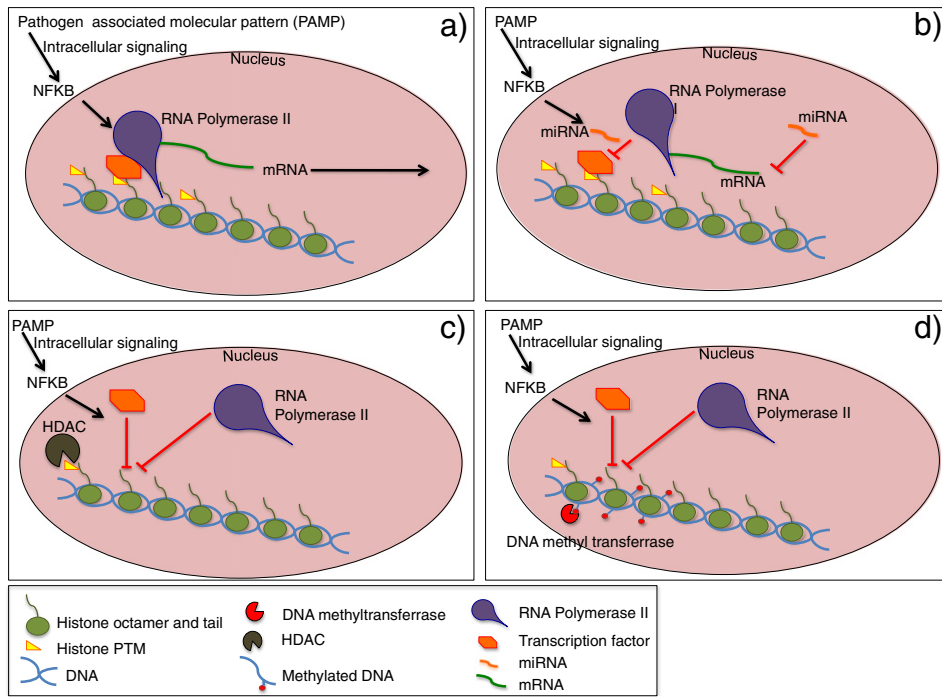 a)
Pathogen associated molecular pattern (PAMP)
Intracellular signaling
Nucleus
NFKB
RNA Polymerase II
mRNA
b)
PAMP
Intracellular signaling
Nucleus
NFKB
RNA Polymerase
I
miRNA
miRNA
mRNA
c)
PAMP
Intracellular signaling
Nucleus
NFKB
RNA
Polymerase II
HDAC
d)
PAMP
Intracellular signaling
Nucleus
NFKB
RNA
Polymerase II
DNA methyl transferrase
Histone octamer and tail
Histone PTM
DNA
DNA methyltransferrase
HDAC
Methylated DNA
RNA Polymerase II
Transcription factor
miRNA
mRNA